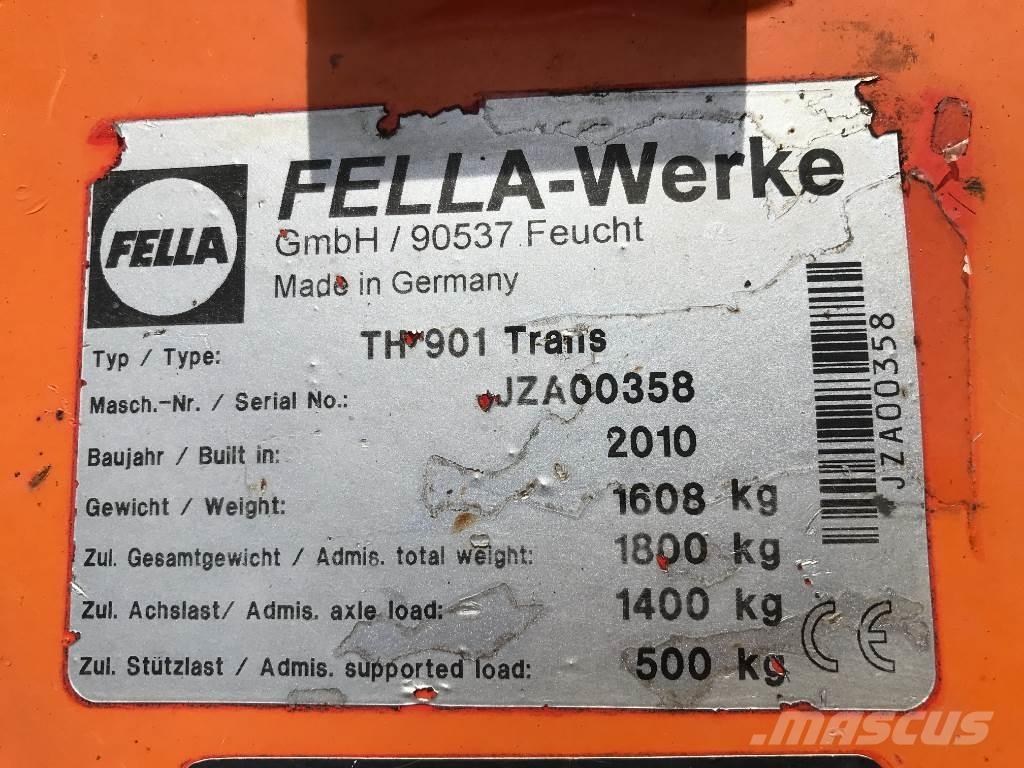 FELLA
FELLA-Werke
GmbH / 90537 Feucht
Made in Germany
Typ / Type: TH 901 Trans
Masch.-Nr. / Serial No.: JZA00358
Baujahr / Built in: 2010
Gewicht / Weight: 1608 kg
Zul. Gesamtgewicht / Admis. total weight: 1800 kg
Zul. Achslast/ Admis. axle load: 1400 kg
Zul. Stützlast / Admis. supported load: 500 kg
JZA00358
CE
mascus